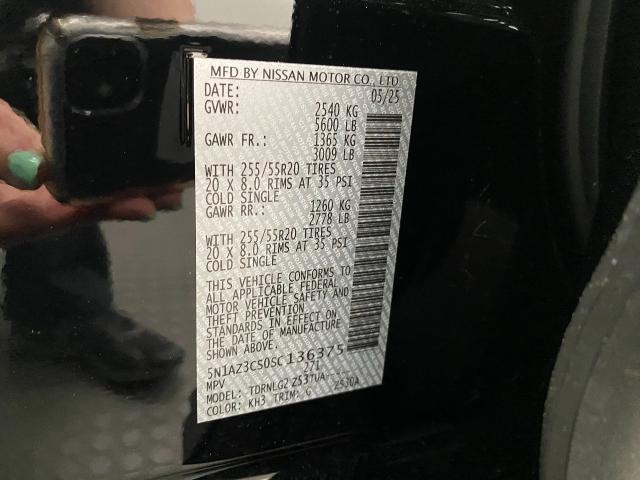 MFD BY NISSAN MOTOR CO., LTD
DATE: 05/25
GVWR: 2540 KG
5600 LB
GAWR FR.: 1365 KG
3009 LB
WITH 255/55R20 TIRES
20 X 8.0 RIMS AT 35 PSI
COLD SINGLE
GAWR RR.: 1260 KG
2778 LB
WITH 255/55R20 TIRES
20 X 8.0 RIMS AT 35 PSI
COLD SINGLE
THIS VEHICLE CONFORMS TO
ALL APPLICABLE FEDERAL
MOTOR VEHICLE SAFETY AND
THEFT PREVENTION
STANDARDS IN EFFECT ON
THE DATE OF MANUFACTURE
SHOWN ABOVE.
5N1AZ3CS0SC136375
MPV 271
MODEL: TDRNLG2 Z53TUA-----
COLOR: KH3 TRIM: G 2530A